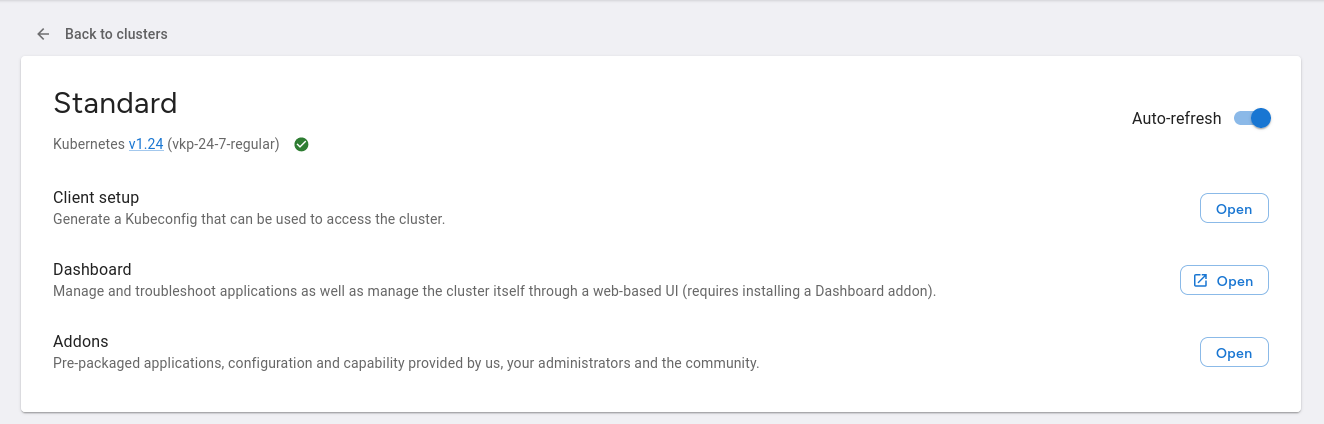 Back to clusters
Standard
Auto-refresh
Kubernetes v1.24 (vkp-24-7-regular)
Client setup
Generate a Kubeconfig that can be used to access the cluster.
Open
Dashboard
Manage and troubleshoot applications as well as manage the cluster itself through a web-based UI (requires installing a Dashboard addon).
Open
Addons
Pre-packaged applications, configuration and capability provided by us, your administrators and the community.
Open